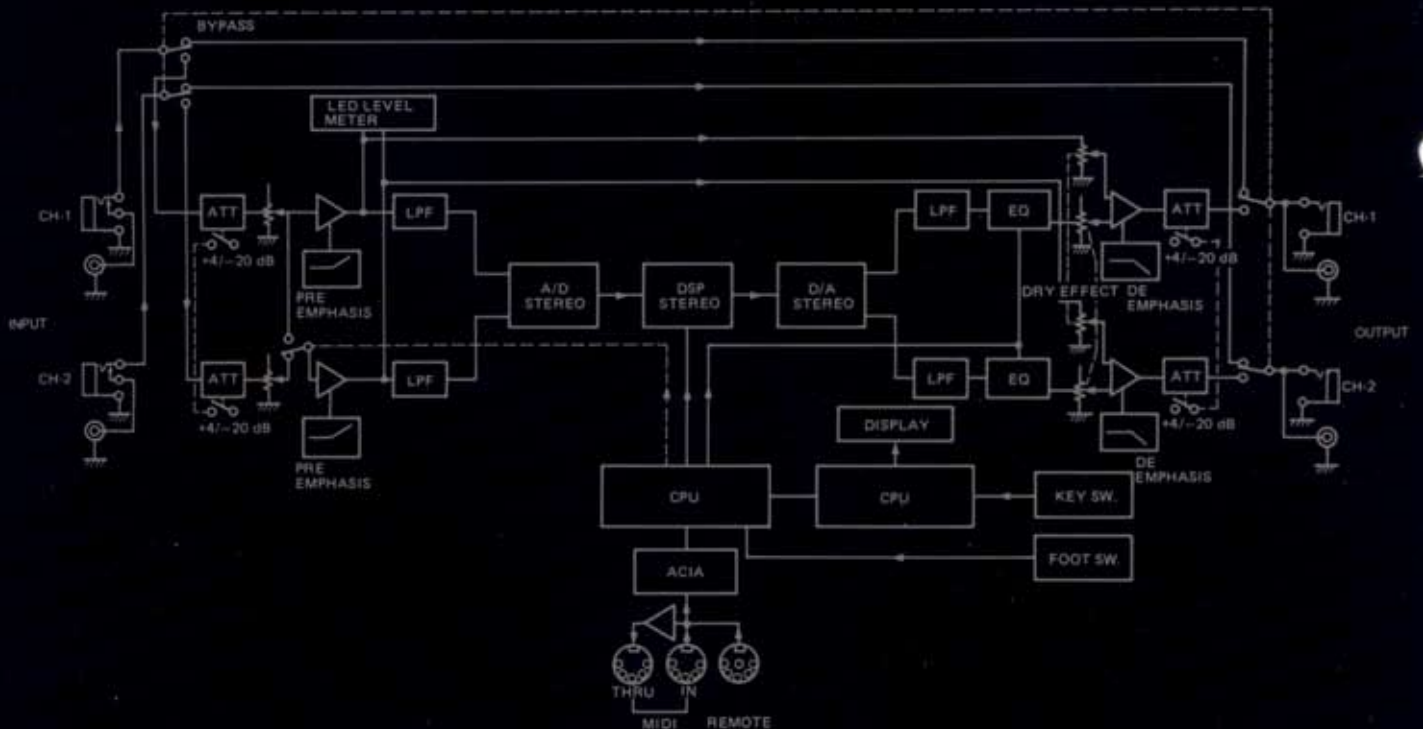 BYPASS
LED LEVEL
METER
CH-1
ATT
+4/−20 dB
LPF
PRE
EMPHASIS
A/D
STEREO
DSP
STEREO
D/A
STEREO
LPF
EQ
ATT
+4/−20 dB
CH-1
DRY EFFECT DE
EMPHASIS
INPUT
OUTPUT
CH-2
ATT
+4/−20 dB
LPF
PRE
EMPHASIS
LPF
EQ
ATT
+4/−20 dB
CH-2
DE
EMPHASIS
DISPLAY
CPU
CPU
KEY SW.
FOOT SW.
ACIA
THRU
IN
MIDI
REMOTE